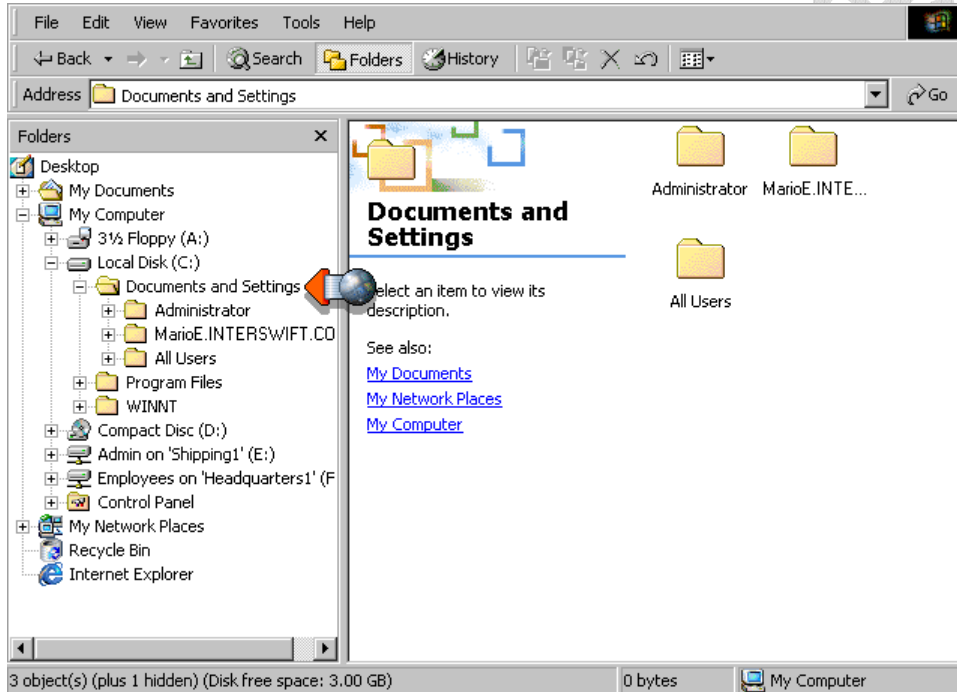 File Edit View Favorites Tools Help
Back Search Folders History
Address Documents and Settings Go
Folders
Desktop
My Documents
My Computer
3½ Floppy (A:)
Local Disk (C:)
Documents and Settings
Administrator
MarioE.INTERSWIFT.CO
All Users
Program Files
WINNT
Compact Disc (D:)
Admin on 'Shipping1' (E:)
Employees on 'Headquarters1' (F
Control Panel
My Network Places
Recycle Bin
Internet Explorer
Documents and
Settings
Select an item to view its
description.
See also:
My Documents
My Network Places
My Computer
Administrator MarioE.INTE...
All Users
3 object(s) (plus 1 hidden) (Disk free space: 3.00 GB) 0 bytes My Computer